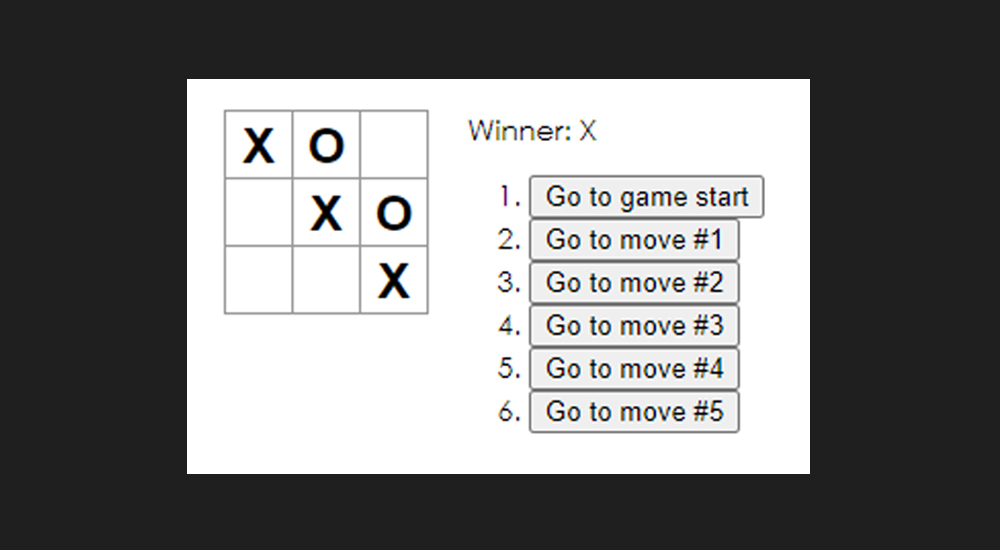 X O
X O
X
Winner: X
1. Go to game start
2. Go to move #1
3. Go to move #2
4. Go to move #3
5. Go to move #4
6. Go to move #5